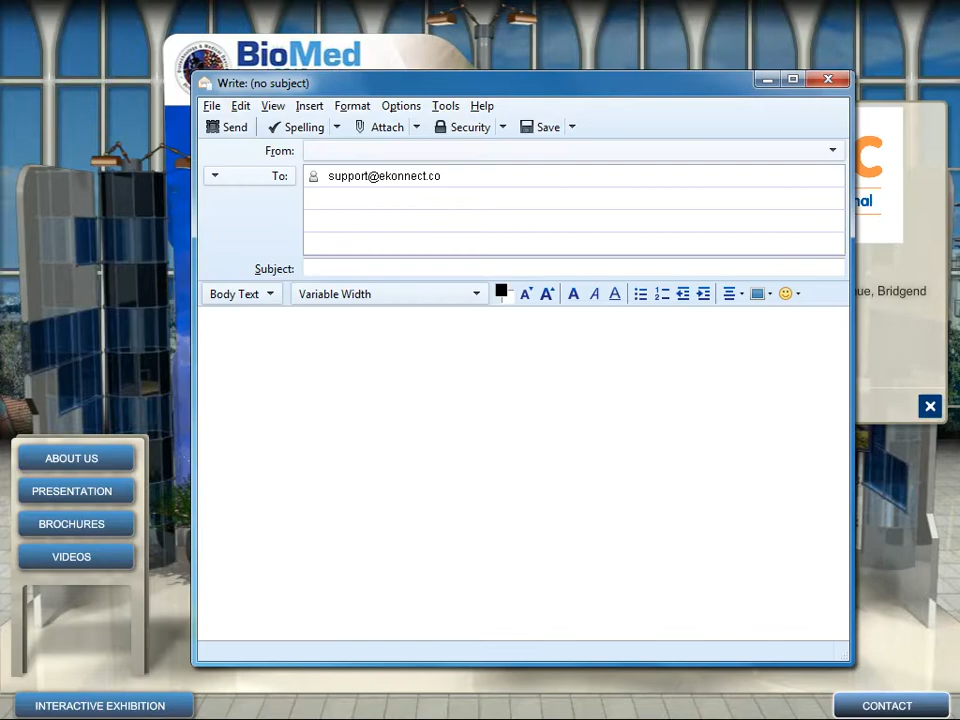 BioMed
Write: (no subject)
File Edit View Insert Format Options Tools Help
Send Spelling Attach Security Save
From:
To: support@ekonnect.co
Subject:
Body Text Variable Width
C
nal
ue, Bridgend
ABOUT US
PRESENTATION
BROCHURES
VIDEOS
INTERACTIVE EXHIBITION
CONTACT